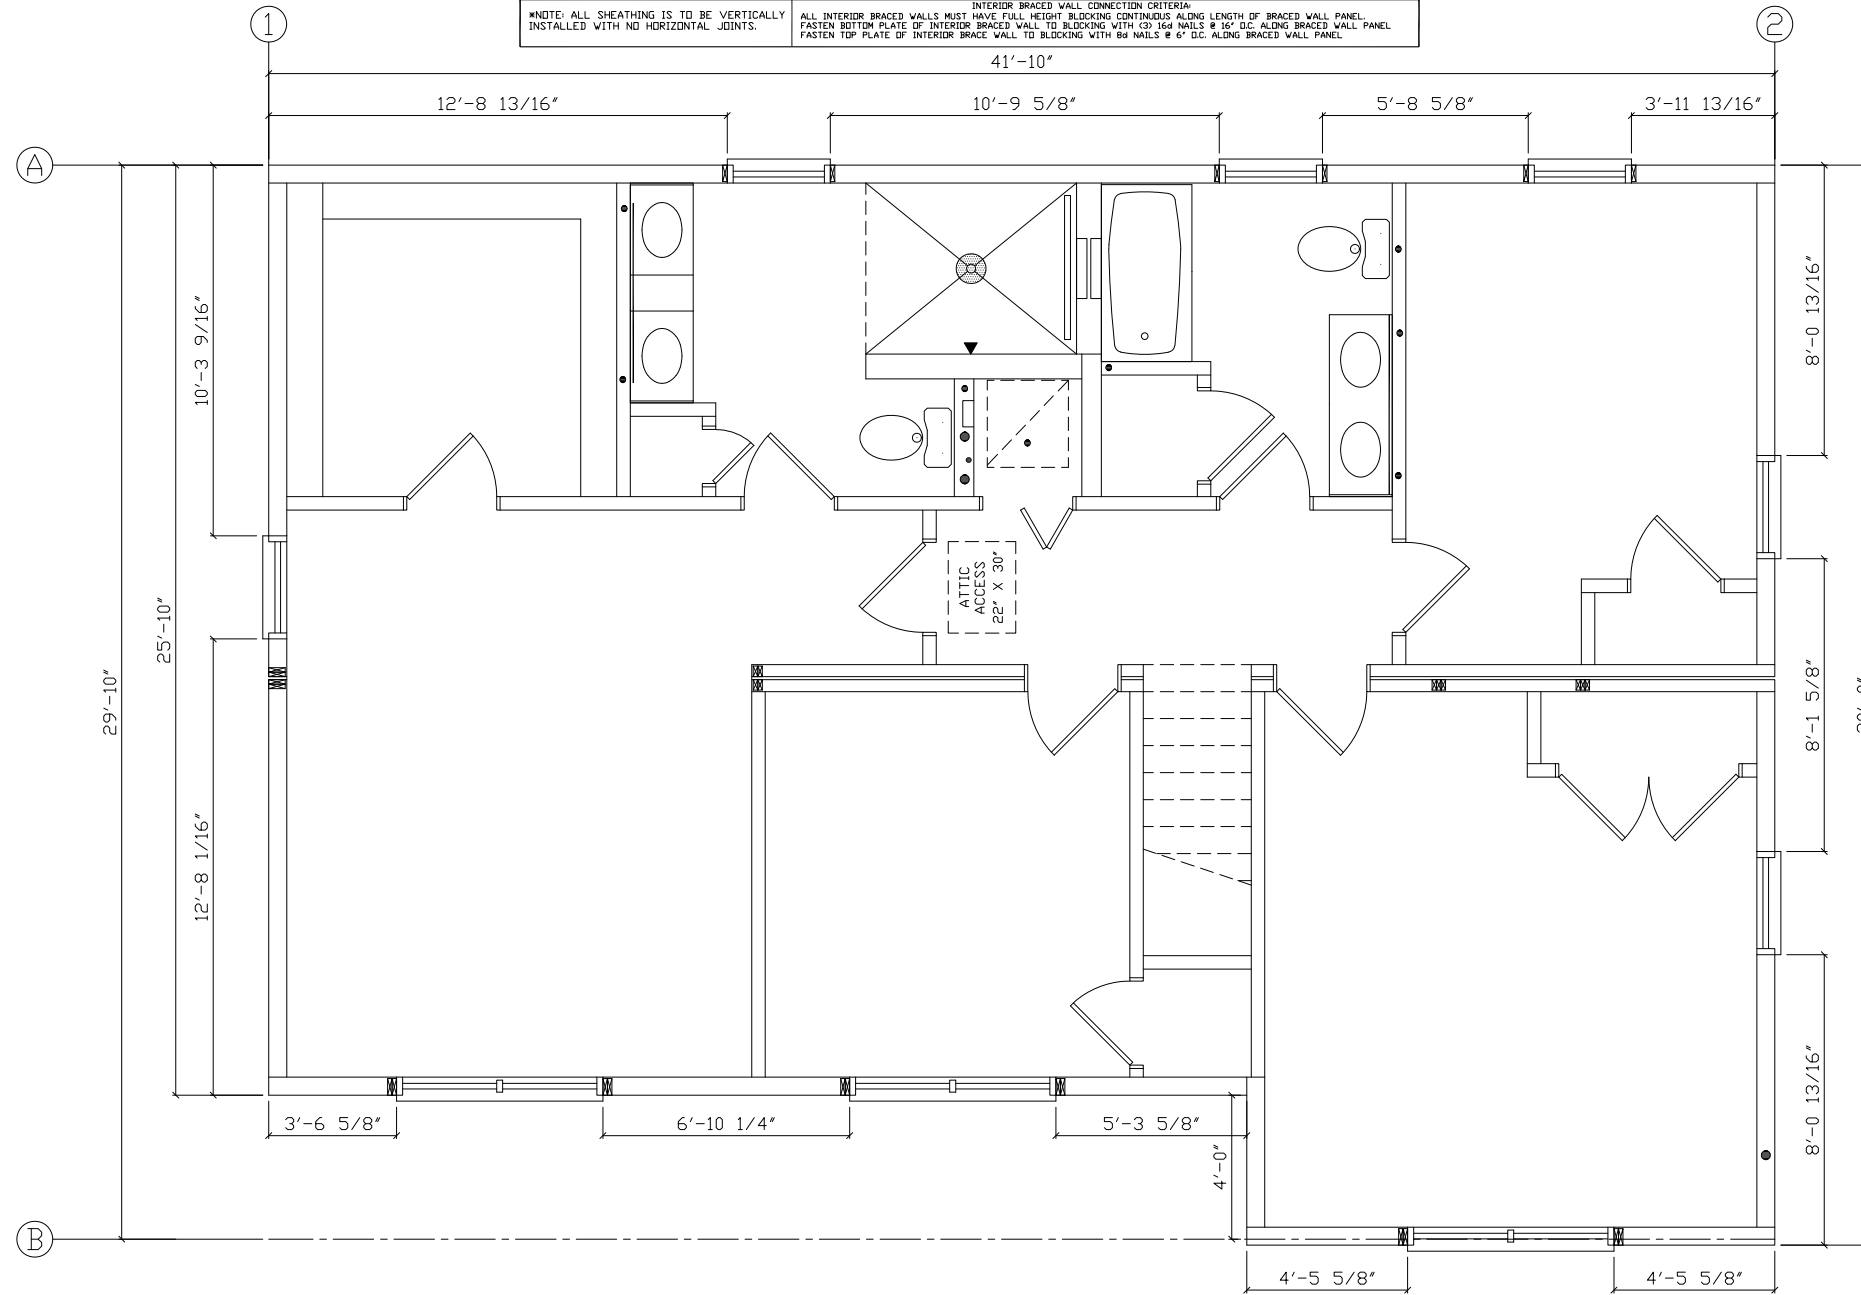 INTERIOR BRACED WALL CONNECTION CRITERIA:
*NOTE: ALL SHEATHING IS TO BE VERTICALLY
INSTALLED WITH NO HORIZONTAL JOINTS.
ALL INTERIOR BRACED WALLS MUST HAVE FULL HEIGHT BLOCKING CONTINUOUS ALONG LENGTH OF BRACED WALL PANEL.
FASTEN BOTTOM PLATE OF INTERIOR BRACED WALL TO BLOCKING WITH (3) 16d NAILS @ 16" O.C. ALONG BRACED WALL PANEL
FASTEN TOP PLATE OF INTERIOR BRACE WALL TO BLOCKING WITH 8d NAILS @ 6" O.C. ALONG BRACED WALL PANEL
1
2
41'-10"
12'-8 13/16"
10'-9 5/8"
5'-8 5/8"
3'-11 13/16"
A
10'-3 9/16"
8'-0 13/16"
25'-10"
29'-10"
ATTIC
ACCESS
22" X 30"
8'-1 5/8"
12'-8 1/16"
3'-6 5/8"
6'-10 1/4"
5'-3 5/8"
4'-0"
8'-0 13/16"
B
4'-5 5/8"
4'-5 5/8"